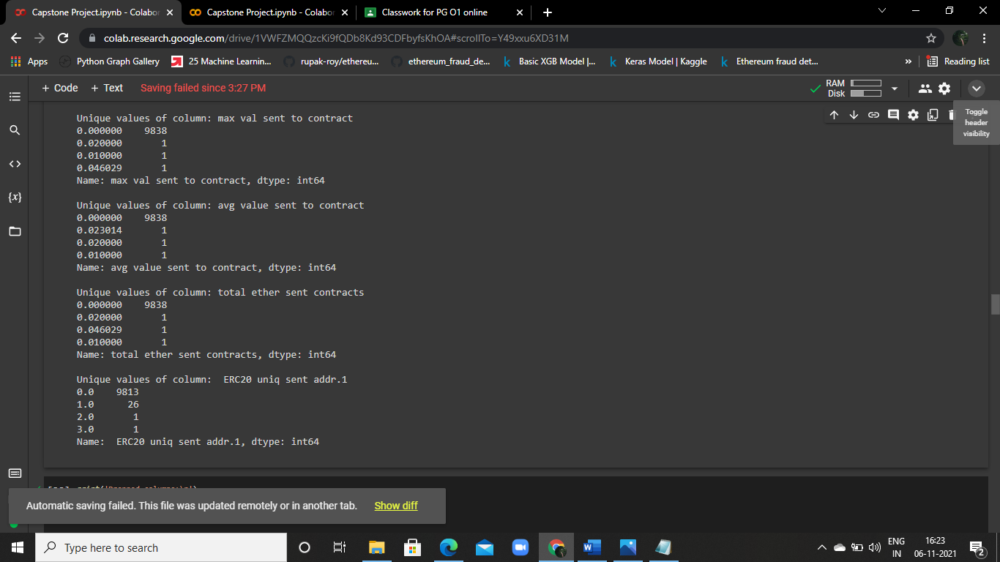 Capstone Project.ipynb - Colabor
Capstone Project.ipynb - Colabor
Classwork for PG O1 online
colab.research.google.com/drive/1VWFZMQQzcKi9fQDb8Kd93CDFbyfsKhOA#scrollTo=Y49xxu6XD31M
Apps
Python Graph Gallery
25 Machine Learnin...
rupak-roy/ethereu...
ethereum_fraud_de...
Basic XGB Model |...
Keras Model | Kaggle
Ethereum fraud det...
»
Reading list
+ Code + Text Saving failed since 3:27 PM
RAM
Disk
Toggle
header
visibility
Unique values of column: max val sent to contract
0.000000 9838
0.020000 1
0.010000 1
0.046029 1
Name: max val sent to contract, dtype: int64
Unique values of column: avg value sent to contract
0.000000 9838
0.023014 1
0.020000 1
0.010000 1
Name: avg value sent to contract, dtype: int64
Unique values of column: total ether sent contracts
0.000000 9838
0.020000 1
0.046029 1
0.010000 1
Name: total ether sent contracts, dtype: int64
Unique values of column: ERC20 uniq sent addr.1
0.0 9813
1.0 26
2.0 1
3.0 1
Name: ERC20 uniq sent addr.1, dtype: int64
Automatic saving failed. This file was updated remotely or in another tab. Show diff
Type here to search
ENG
IN
16:23
06-11-2021
2